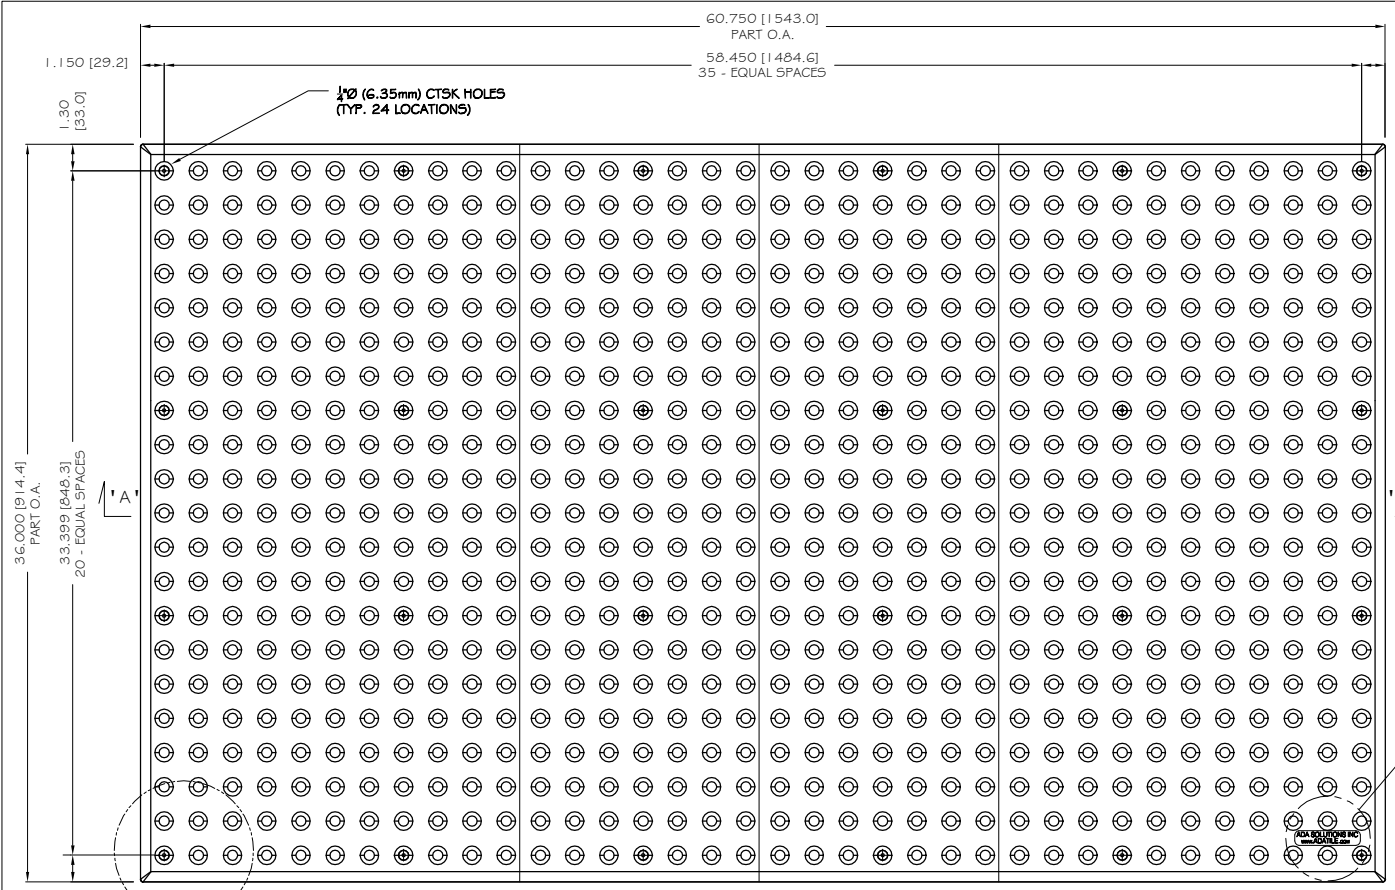 60.750 [1543.0]
PART O.A.
1.150 [29.2]
58.450 [1484.6]
35 - EQUAL SPACES
1.30
[33.0]
¼"Ø (6.35mm) CTSK HOLES
(TYP. 24 LOCATIONS)
36.000 [914.4]
PART O.A.
33.399 [848.3]
20 - EQUAL SPACES
'A'
'
ADA SOLUTIONS INC
www.ADATILE.com